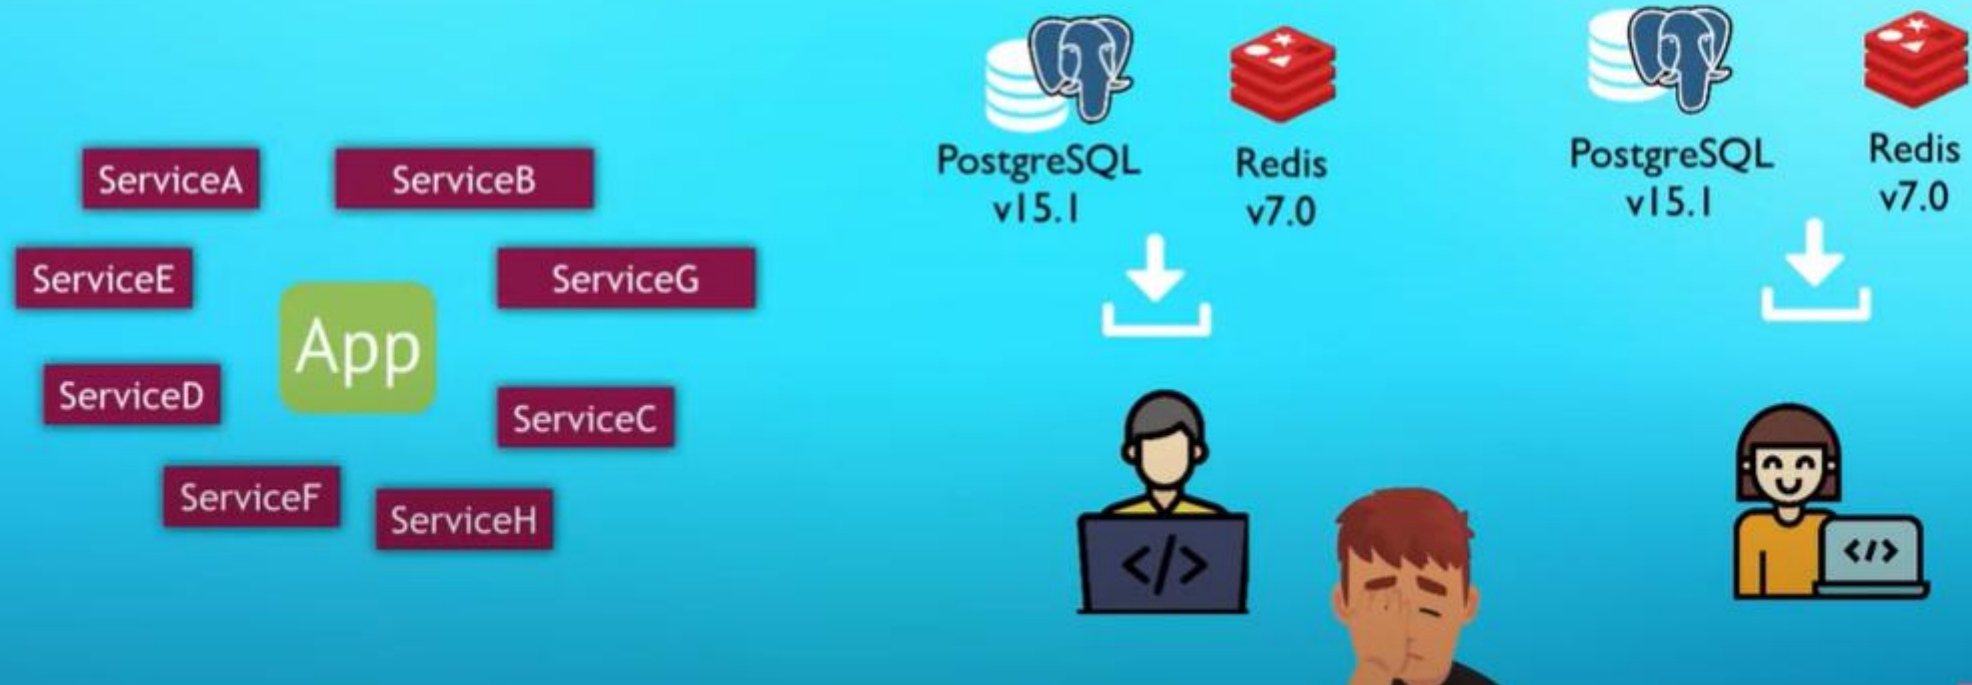 ServiceA
ServiceB
ServiceE
ServiceG
App
ServiceD
ServiceC
ServiceF
ServiceH
PostgreSQL
v15.1
Redis
v7.0
</>
PostgreSQL
v15.1
Redis
v7.0
</>